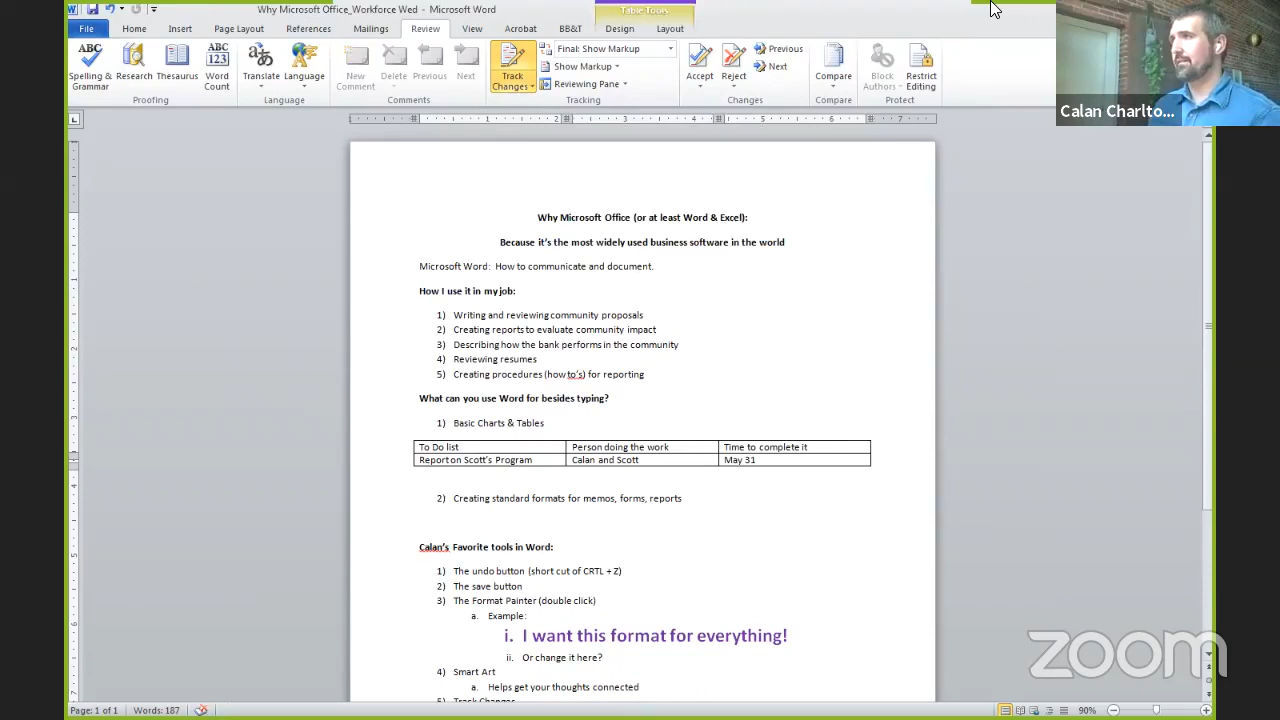 Why Microsoft Office_Workforce Wed - Microsoft Word
Table Tools
File Home Insert Page Layout References Mailings Review View Acrobat BB&T Design Layout
Spelling & Grammar
Research
Thesaurus
Word Count
Proofing
Translate
Language
Language
New Comment
Delete
Previous
Next
Comments
Track Changes
Final: Show Markup
Show Markup
Reviewing Pane
Tracking
Accept
Reject
Previous
Next
Changes
Compare
Compare
Block Authors
Restrict Editing
Protect
Calan Charlto...
Why Microsoft Office (or at least Word & Excel):
Because it's the most widely used business software in the world
Microsoft Word: How to communicate and document.
How I use it in my job:
1) Writing and reviewing community proposals
2) Creating reports to evaluate community impact
3) Describing how the bank performs in the community
4) Reviewing resumes
5) Creating procedures (how to's) for reporting
What can you use Word for besides typing?
1) Basic Charts & Tables
To Do list Person doing the work Time to complete it
Report on Scott's Program Calan and Scott May 31
2) Creating standard formats for memos, forms, reports
Calan's Favorite tools in Word:
1) The undo button (short cut of CRTL + Z)
2) The save button
3) The Format Painter (double click)
a. Example:
i. I want this format for everything!
ii. Or change it here?
4) Smart Art
a. Helps get your thoughts connected
5) Track Changes
zoom
Page: 1 of 1 Words: 187 90%